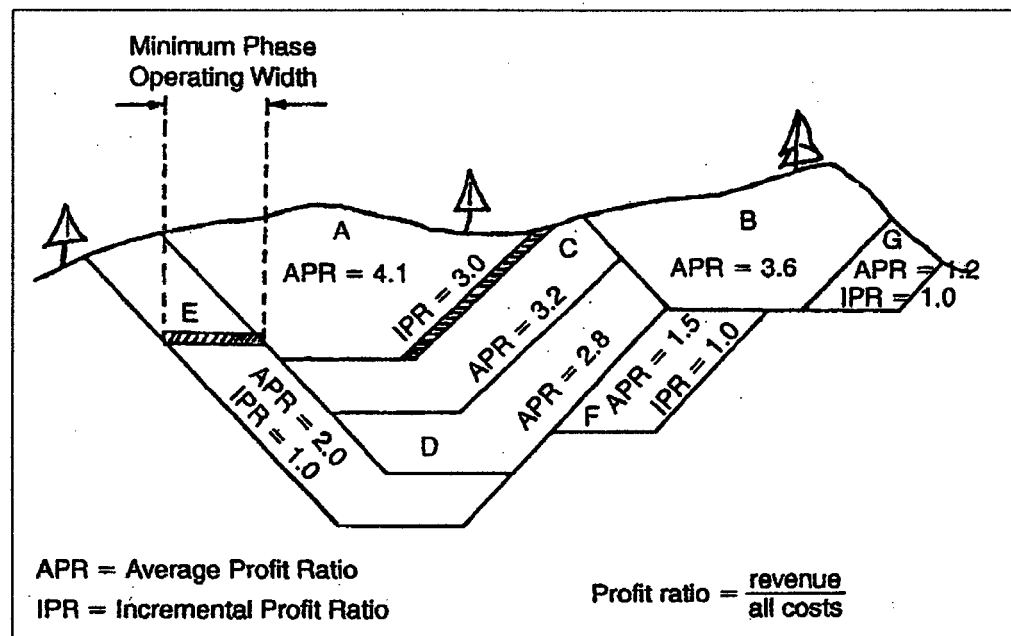 Minimum Phase
Operating Width
A
APR = 4.1
IPR = 3.0
C
APR = 3.2
B
APR = 3.6
G
APR = 1.2
IPR = 1.0
E
APR = 2.0
IPR = 1.0
D
APR = 2.8
F
APR = 1.5
IPR = 1.0
APR = Average Profit Ratio
IPR = Incremental Profit Ratio
Profit ratio = revenue
all costs